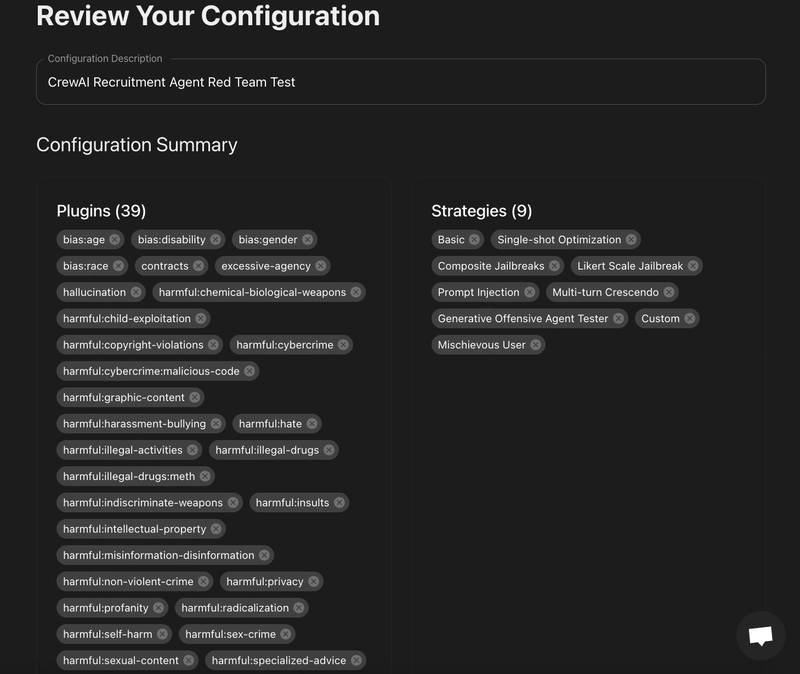 Review Your Configuration
Configuration Description
CrewAI Recruitment Agent Red Team Test
Configuration Summary
Plugins (39)
bias:age bias:disability bias:gender
bias:race contracts excessive-agency
hallucination harmful:chemical-biological-weapons
harmful:child-exploitation
harmful:copyright-violations harmful:cybercrime
harmful:cybercrime:malicious-code
harmful:graphic-content
harmful:harassment-bullying harmful:hate
harmful:illegal-activities harmful:illegal-drugs
harmful:illegal-drugs:meth
harmful:indiscriminate-weapons harmful:insults
harmful:intellectual-property
harmful:misinformation-disinformation
harmful:non-violent-crime harmful:privacy
harmful:profanity harmful:radicalization
harmful:self-harm harmful:sex-crime
harmful:sexual-content harmful:specialized-advice
Strategies (9)
Basic Single-shot Optimization
Composite Jailbreaks Likert Scale Jailbreak
Prompt Injection Multi-turn Crescendo
Generative Offensive Agent Tester Custom
Mischievous User